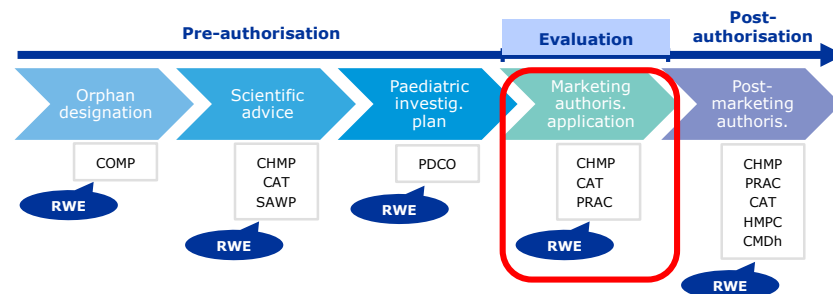 Pre-authorisation
Evaluation
Post-
authorisation
Orphan
designation
Scientific
advice
Paediatric
investig.
plan
Marketing
authoris.
application
Post-
marketing
authoris.
COMP
RWE
CHMP
CAT
SAWP
RWE
PDCO
RWE
CHMP
CAT
PRAC
RWE
CHMP
PRAC
CAT
HMPC
CMDh
RWE